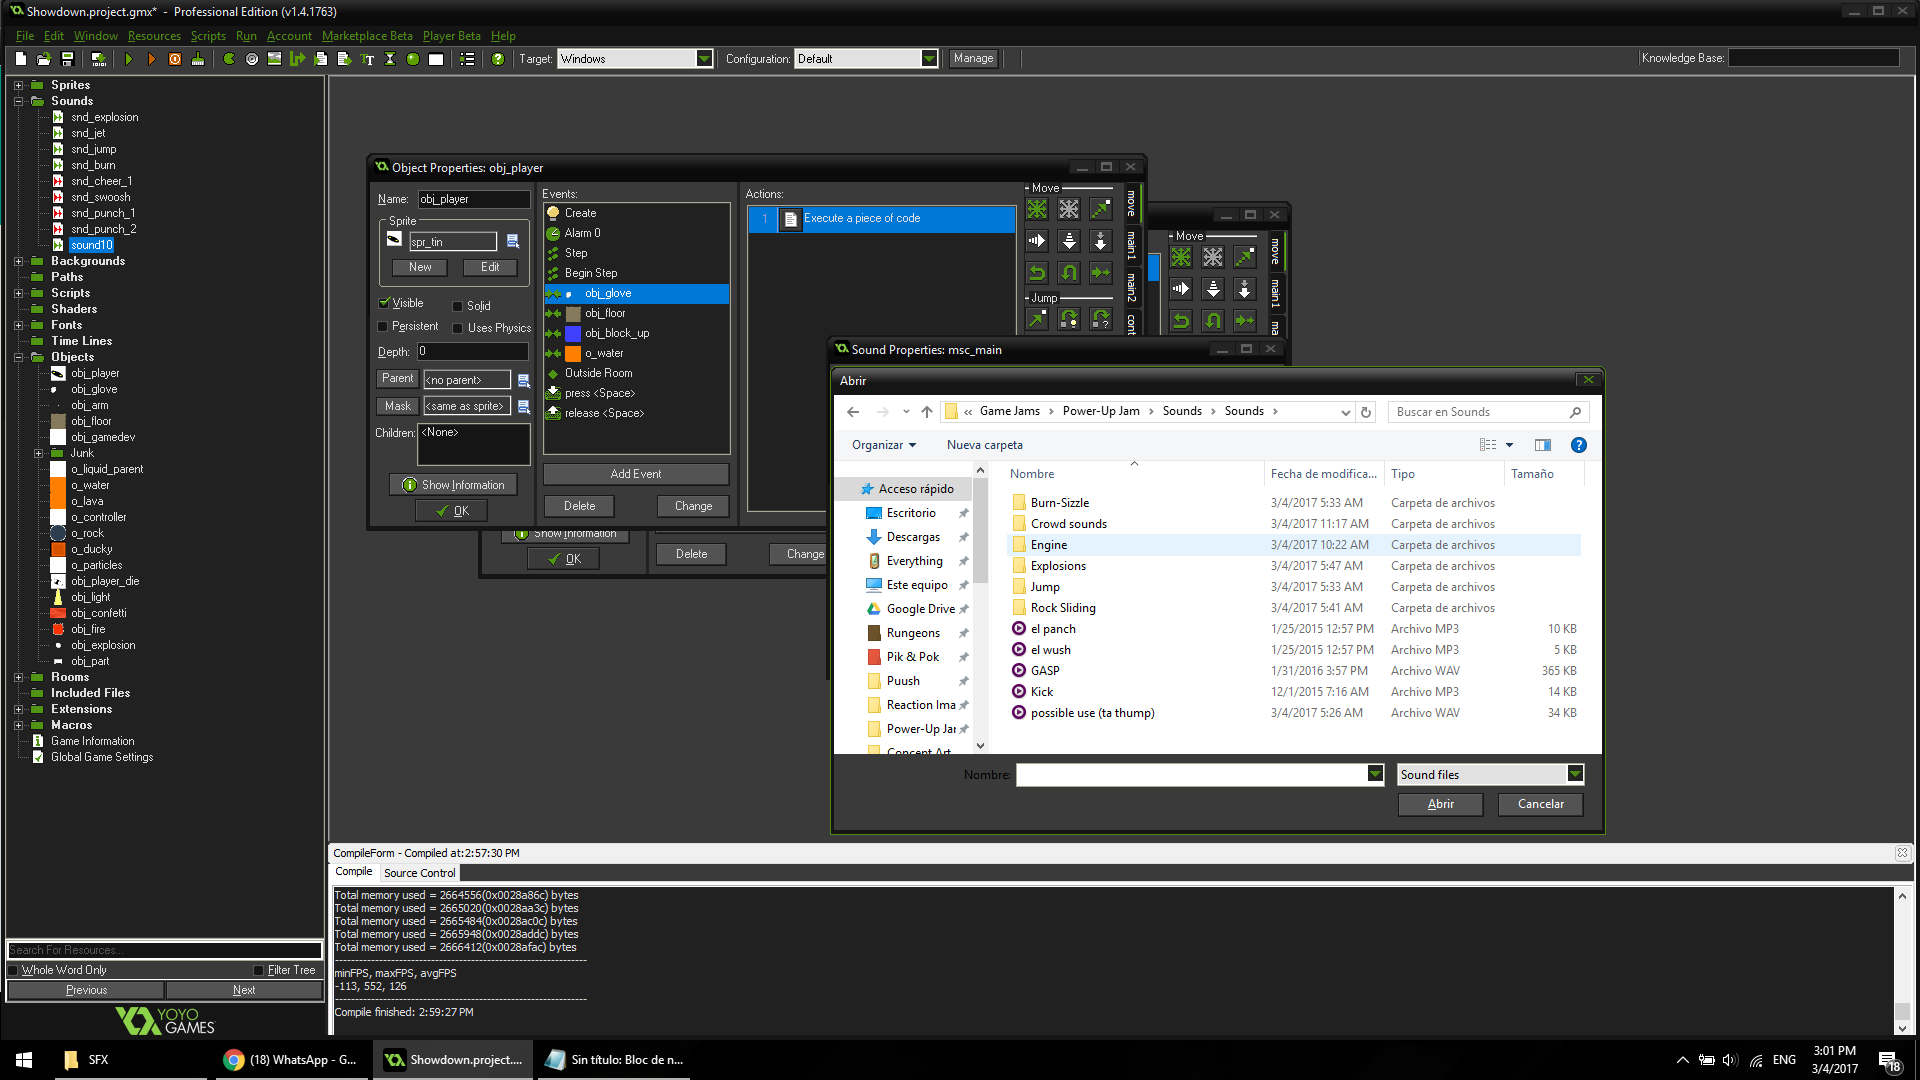 Showdown.project.gmx*  -  Professional Edition (v1.4.1763)
File Edit Window Resources Scripts Run Account Marketplace Beta Player Beta Help
Target: Windows Configuration: Default Manage Knowledge Base:
Sprites
Sounds
snd_explosion
snd_jet
snd_jump
snd_burn
snd_cheer_1
snd_swoosh
snd_punch_1
snd_punch_2
sound10
Backgrounds
Paths
Scripts
Shaders
Fonts
Time Lines
Objects
obj_player
obj_glove
obj_arm
obj_floor
obj_gamedev
Junk
o_liquid_parent
o_water
o_lava
o_controller
o_rock
o_ducky
o_particles
obj_player_die
obj_light
obj_confetti
obj_fire
obj_explosion
obj_part
Rooms
Included Files
Extensions
Macros
Game Information
Global Game Settings
Search For Resources...
Whole Word Only Filter Tree
Previous Next
YOYO
GAMES
Object Properties: obj_player
Name: obj_player
Sprite
spr_tin
New Edit
Visible Solid
Persistent Uses Physics
Depth: 0
Parent <no parent>
Mask <same as sprite>
Children: <None>
Show Information
OK
Events:
Create
Alarm 0
Step
Begin Step
obj_glove
obj_floor
obj_block_up
o_water
Outside Room
press <Space>
release <Space>
Add Event
Delete Change
Actions:
1 Execute a piece of code
Move
Jump
move
main1
main2
Move
move
main1
Show Information
OK
Delete Change
Sound Properties: msc_main
Abrir
« Game Jams › Power-Up Jam › Sounds › Sounds ›
Buscar en Sounds
Organizar Nueva carpeta
Acceso rápido
Escritorio
Descargas
Everything
Este equipo
Google Drive
Rungeons
Pik & Pok
Puush
Reaction Ima
Power-Up Jar
Concept Art
Nombre Fecha de modifica... Tipo Tamaño
Burn-Sizzle 3/4/2017 5:33 AM Carpeta de archivos
Crowd sounds 3/4/2017 11:17 AM Carpeta de archivos
Engine 3/4/2017 10:22 AM Carpeta de archivos
Explosions 3/4/2017 5:47 AM Carpeta de archivos
Jump 3/4/2017 5:33 AM Carpeta de archivos
Rock Sliding 3/4/2017 5:41 AM Carpeta de archivos
el panch 1/25/2015 12:57 PM Archivo MP3 10 KB
el wush 1/25/2015 12:57 PM Archivo MP3 5 KB
GASP 1/31/2016 3:57 PM Archivo WAV 365 KB
Kick 12/1/2015 7:16 AM Archivo MP3 14 KB
possible use (ta thump) 3/4/2017 5:26 AM Archivo WAV 34 KB
Nombre: Sound files
Abrir Cancelar
CompileForm - Compiled at:2:57:30 PM
Compile Source Control
Total memory used = 2664556(0x0028a86c) bytes
Total memory used = 2665020(0x0028aa3c) bytes
Total memory used = 2665484(0x0028ac0c) bytes
Total memory used = 2665948(0x0028addc) bytes
Total memory used = 2666412(0x0028afac) bytes
minFPS, maxFPS, avgFPS
-113, 552, 126
Compile finished: 2:59:27 PM
SFX
(18) WhatsApp - G...
Showdown.project....
Sin título: Bloc de n...
ENG
3:01 PM
3/4/2017
18